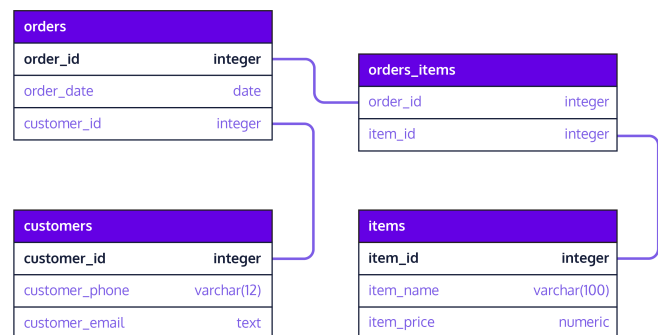 orders
order_id integer
order_date date
customer_id integer
orders_items
order_id integer
item_id integer
customers
customer_id integer
customer_phone varchar(12)
customer_email text
items
item_id integer
item_name varchar(100)
item_price numeric